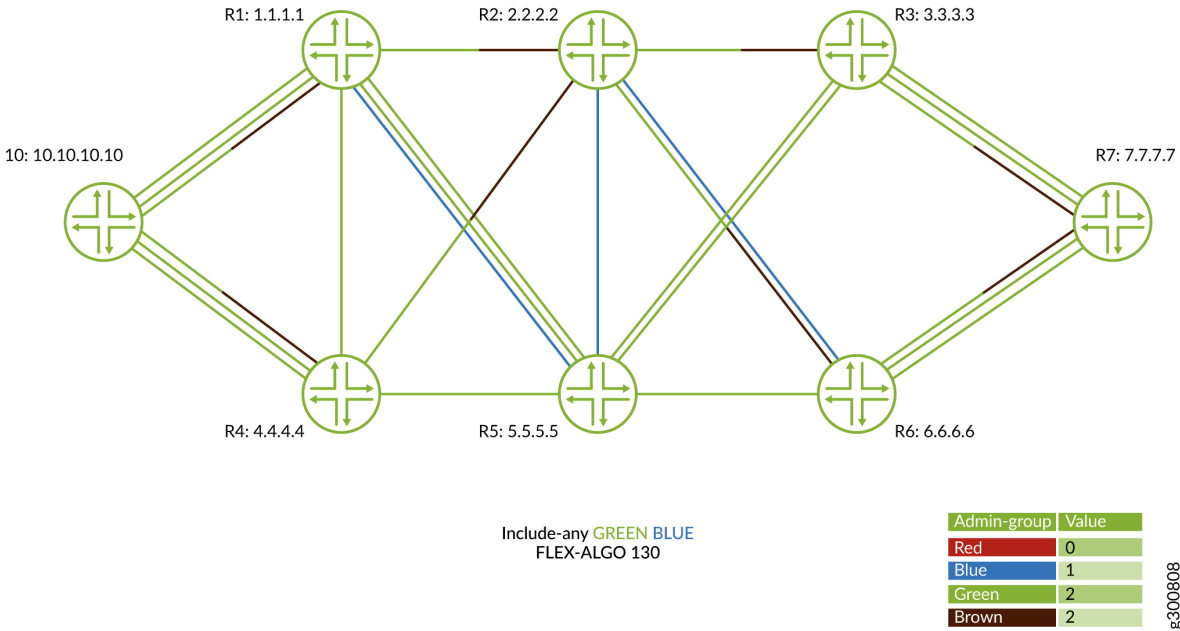 R1: 1.1.1.1
R2: 2.2.2.2
R3: 3.3.3.3
10: 10.10.10.10
R7: 7.7.7.7
R4: 4.4.4.4
R5: 5.5.5.5
R6: 6.6.6.6
Include-any GREEN BLUE
FLEX-ALGO 130
Admin-group Value
Red 0
Blue 1
Green 2
Brown 2
g300808